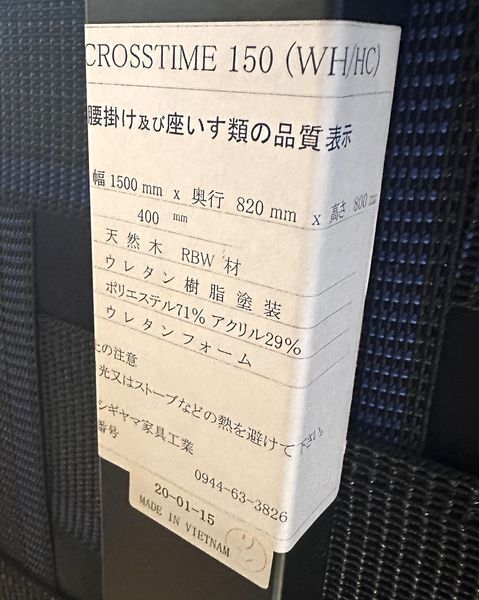 CROSSTIME 150 (WH/HC)
腰掛け及び座いす類の品質表示
幅 1500 mm x 奥行 820 mm x 高さ 800 mm
400 mm
天然木 RBW 材
ウレタン樹脂塗装
ポリエステル71% アクリル29%
ウレタンフォーム
上の注意
光又はストーブなどの熱を避けて下さい。
シギヤマ家具工業
番号
0944-63-3826
20-01-15
MADE IN VIETNAM